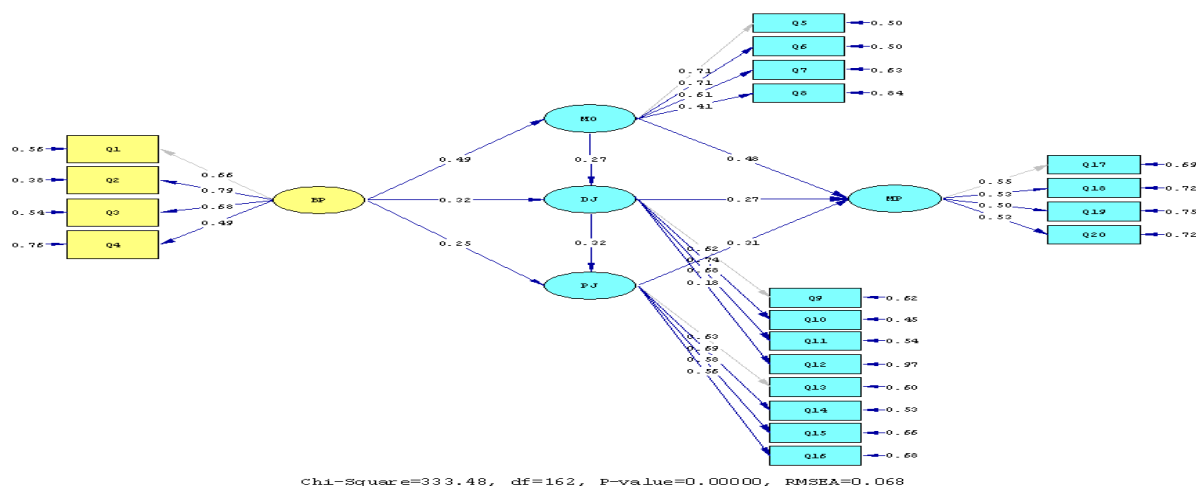 Q5 0.50
Q6 0.50
0.71
Q7 0.63
0.71
0.61
Q8 0.84
0.41
MO
0.56 Q1
0.49
0.27
0.48
0.66
Q17 0.69
0.38 Q2
0.79
0.55
Q18 0.72
0.53
BP
0.32
DJ
0.27
MP
0.54 Q3
0.68
0.50
Q19 0.75
0.49
0.53
Q20 0.72
0.76 Q4
0.25
0.32
0.31
0.62
0.74
0.68
0.18
PJ
Q9 0.62
Q10 0.45
0.63
0.69
Q11 0.54
0.58
Q12 0.97
0.56
Q13 0.60
Q14 0.53
Q15 0.66
Q16 0.68
Chi-Square=333.48, df=162, P-value=0.00000, RMSEA=0.068